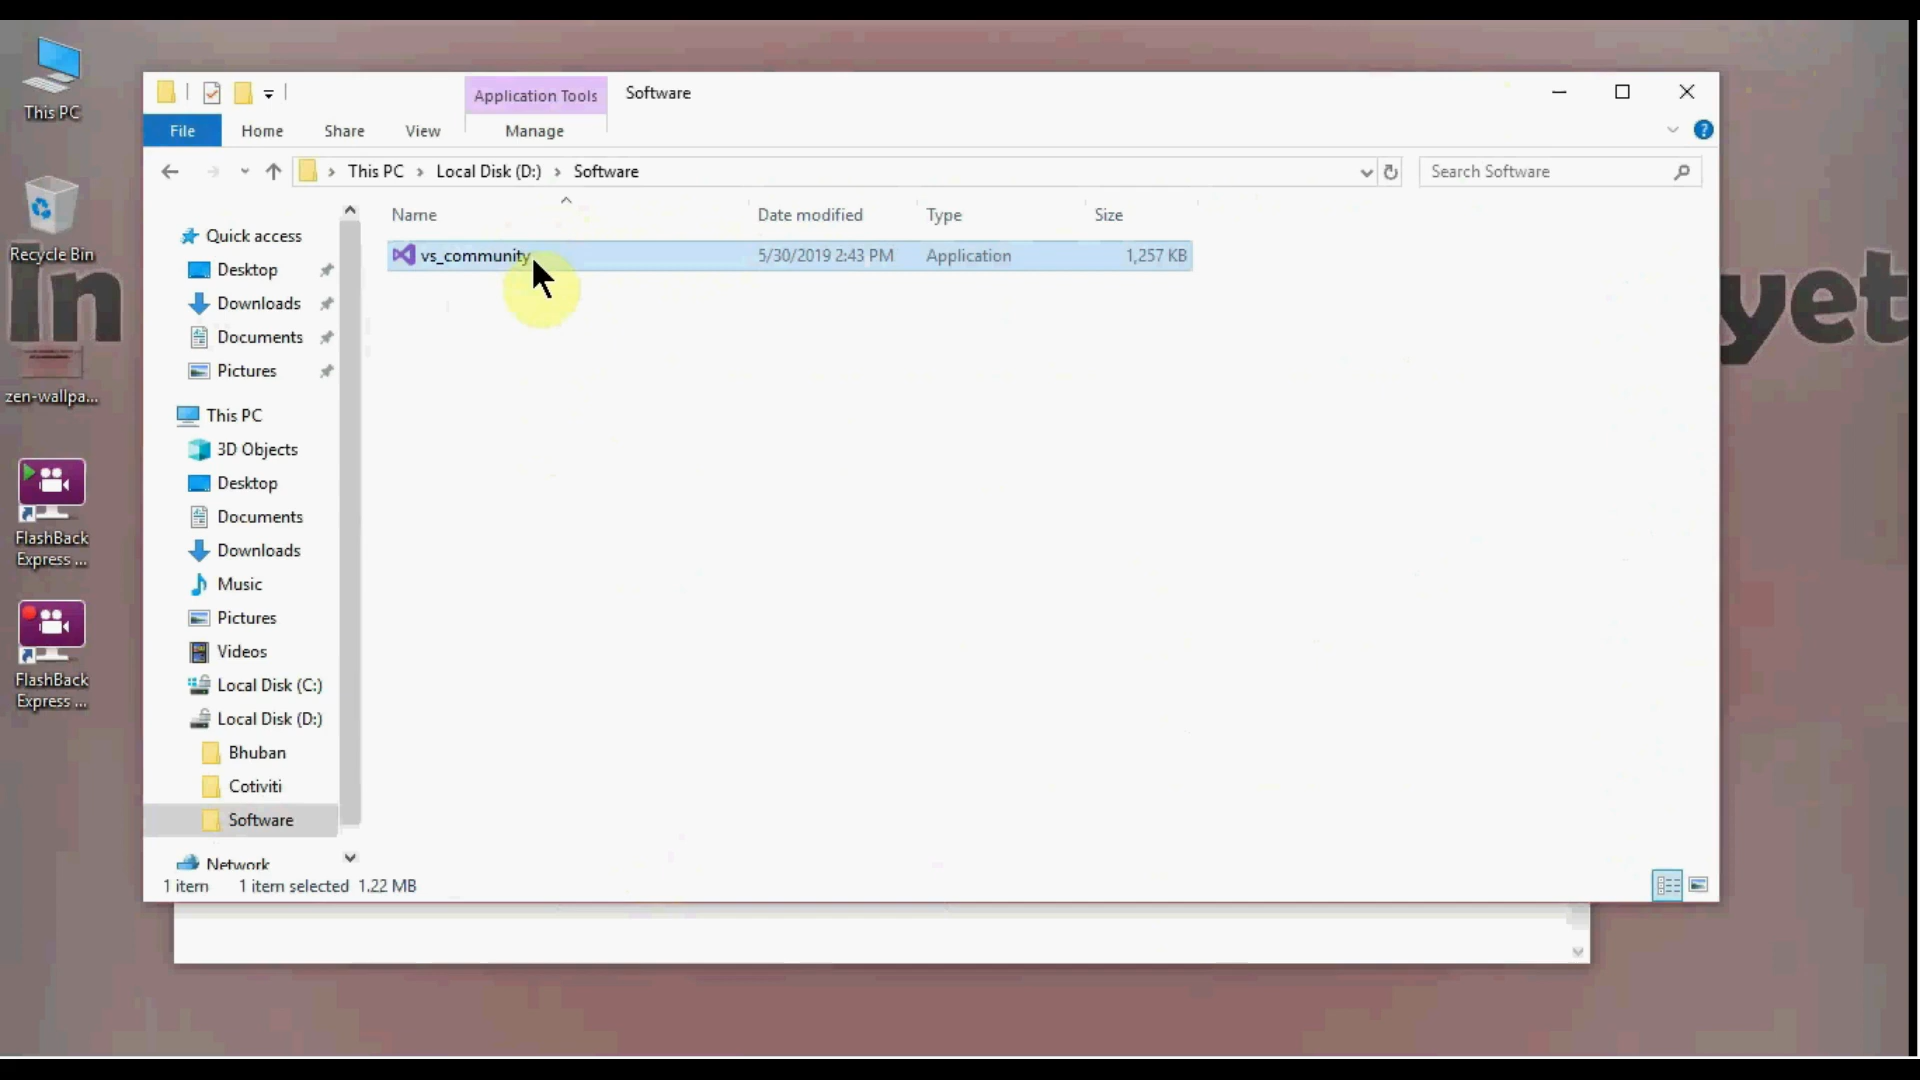 This PC
Recycle Bin
In
zen-wallpa...
FlashBack
Express ...
FlashBack
Express ...
Application Tools
Software
File
Home
Share
View
Manage
This PC
Local Disk (D:)
Software
Search Software
Name
Date modified
Type
Size
vs_community
5/30/2019 2:43 PM
Application
1,257 KB
Quick access
Desktop
Downloads
Documents
Pictures
This PC
3D Objects
Desktop
Documents
Downloads
Music
Pictures
Videos
Local Disk (C:)
Local Disk (D:)
Bhuban
Cotiviti
Software
Network
1 item
1 item selected 1.22 MB
yet